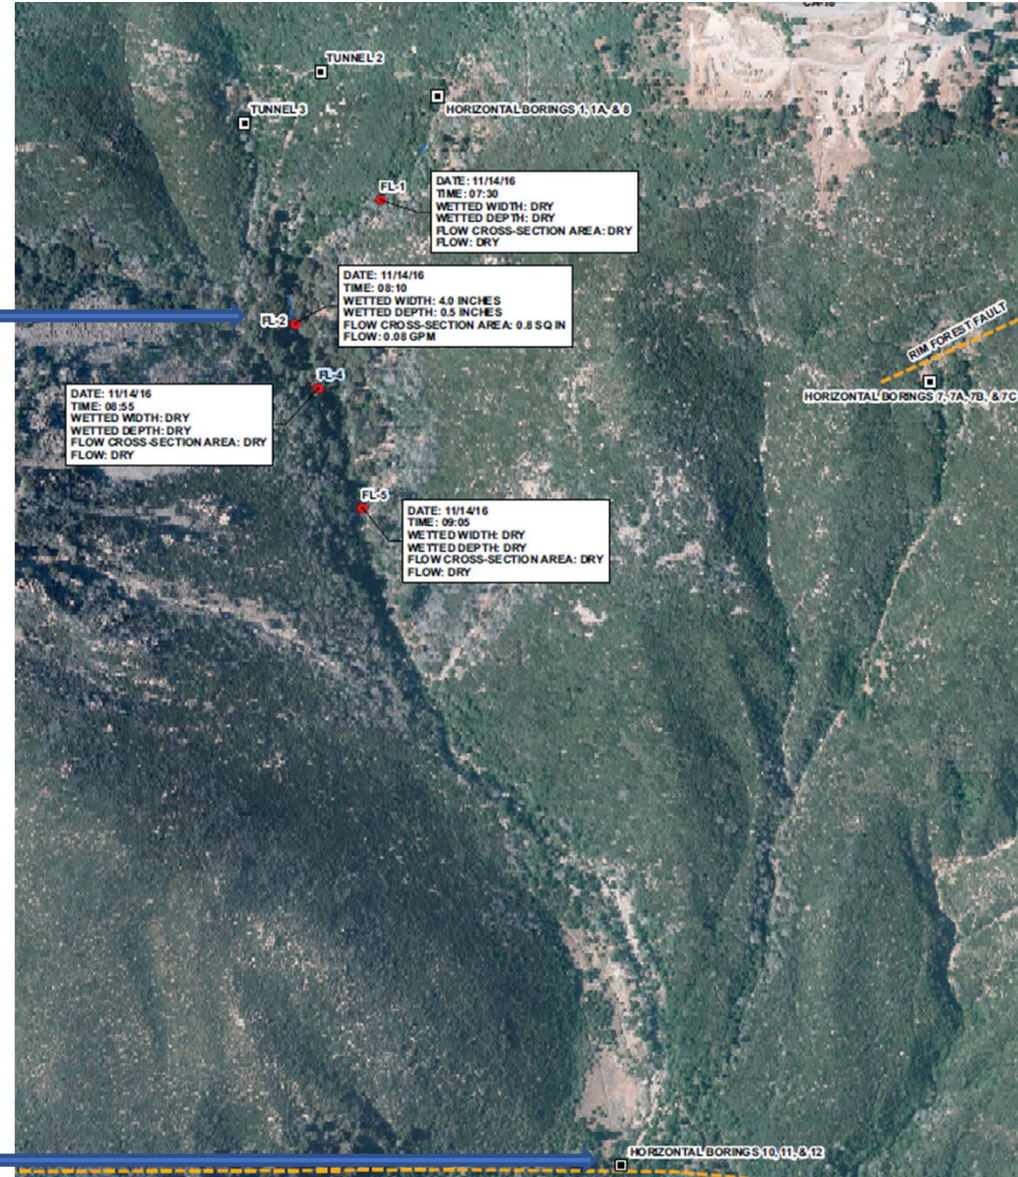 CA-18
TUNNEL 2
HORIZONTAL BORINGS 1, 1A, & 8
TUNNEL 3
FL-1
DATE: 11/14/16
TIME: 07:30
WETTED WIDTH: DRY
WETTED DEPTH: DRY
FLOW CROSS-SECTION AREA: DRY
FLOW: DRY
FL-2
DATE: 11/14/16
TIME: 08:10
WETTED WIDTH: 4.0 INCHES
WETTED DEPTH: 0.5 INCHES
FLOW CROSS-SECTION AREA: 0.8 SQ IN
FLOW: 0.08 GPM
RIM FOREST FAULT
HORIZONTAL BORINGS 7, 7A, 7B, & 7C
FL-4
DATE: 11/14/16
TIME: 08:55
WETTED WIDTH: DRY
WETTED DEPTH: DRY
FLOW CROSS-SECTION AREA: DRY
FLOW: DRY
FL-5
DATE: 11/14/16
TIME: 09:05
WETTED WIDTH: DRY
WETTED DEPTH: DRY
FLOW CROSS-SECTION AREA: DRY
FLOW: DRY
HORIZONTAL BORINGS 10, 11, & 12